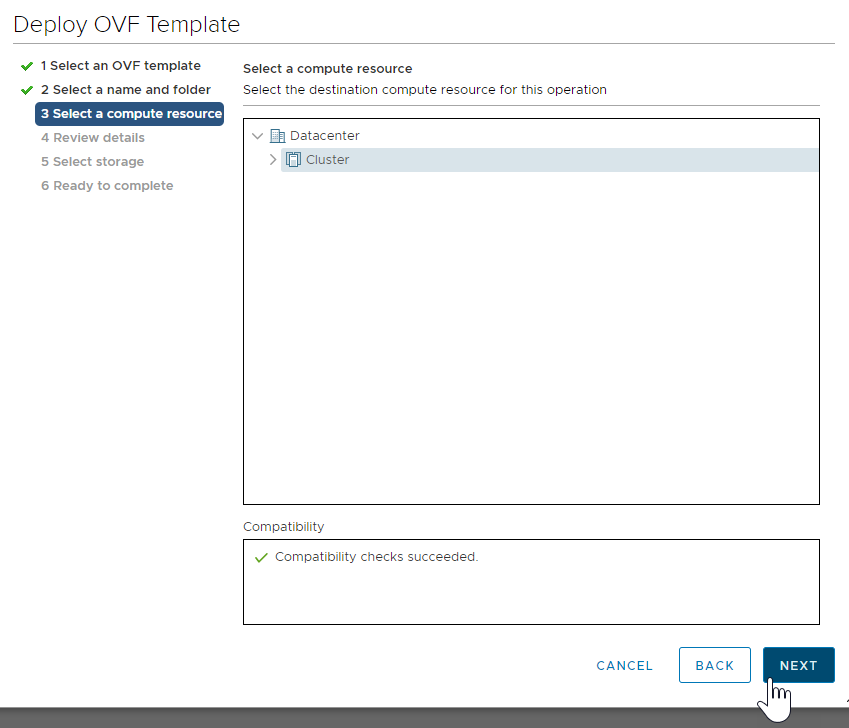 Deploy OVF Template
1 Select an OVF template
2 Select a name and folder
3 Select a compute resource
4 Review details
5 Select storage
6 Ready to complete
Select a compute resource
Select the destination compute resource for this operation
Datacenter
Cluster
Compatibility
Compatibility checks succeeded.
CANCEL
BACK
NEXT